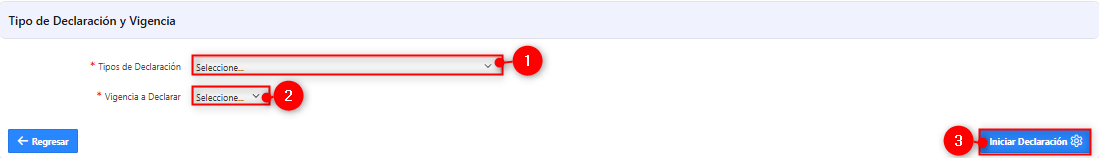 Tipo de Declaración y Vigencia
* Tipos de Declaración Seleccione... 1
* Vigencia a Declarar Seleccione... 2
← Regresar 3 Iniciar Declaración